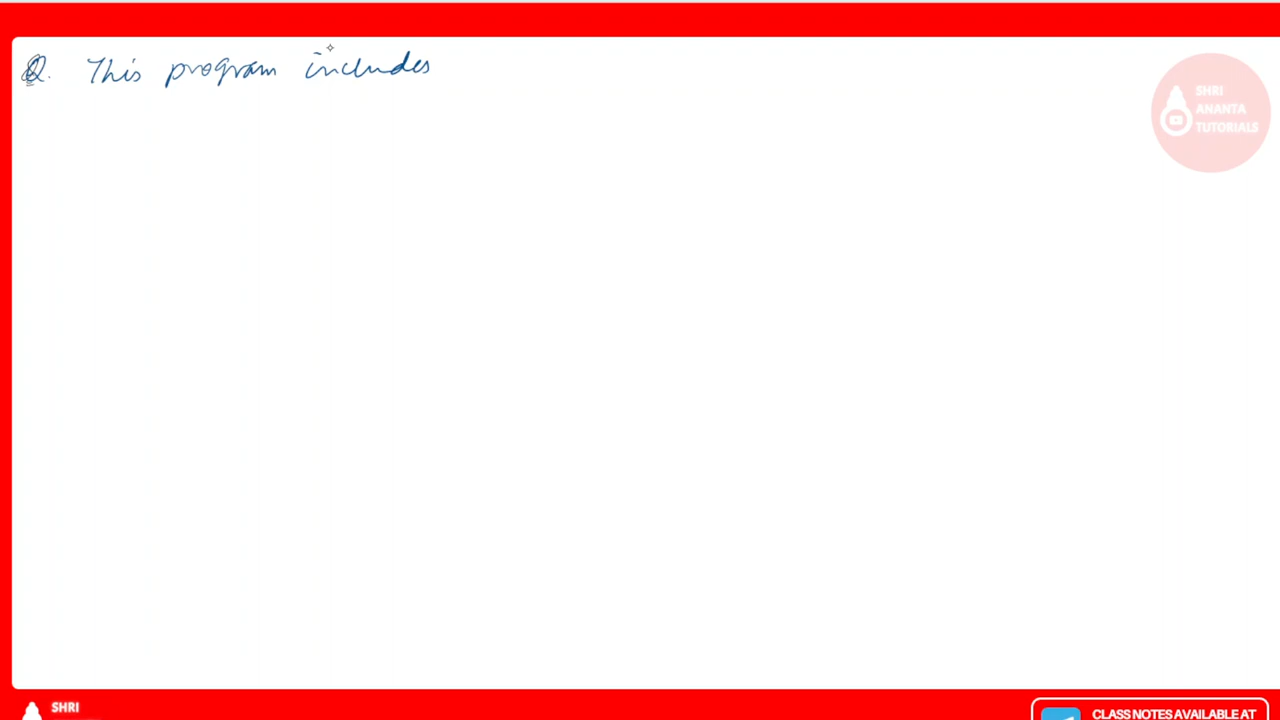 Q. This program includes
SHRI
ANANTA
TUTORIALS
SHRI
CLASS NOTES AVAILABLE AT